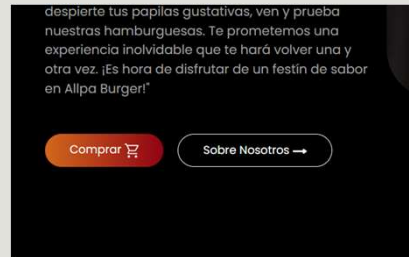 despierte tus papilas gustativas, ven y prueba
nuestras hamburguesas. Te prometemos una
experiencia inolvidable que te hará volver una y
otra vez. ¡Es hora de disfrutar de un festín de sabor
en Allpa Burger!"
Comprar
Sobre Nosotros